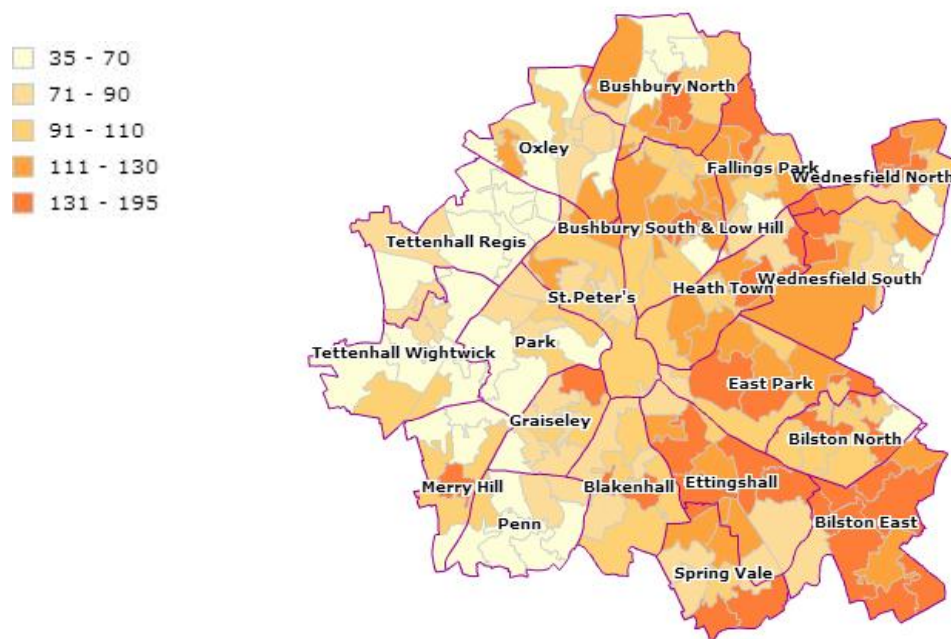 35 - 70
71 - 90
91 - 110
111 - 130
131 - 195
Bushbury North
Oxley
Fallings Park
Wednesfield North
Bushbury South & Low Hill
Tettenhall Regis
Wednesfield South
Heath Town
St.Peter's
Park
Tettenhall Wightwick
East Park
Graiseley
Bilston North
Ettingshall
Merry Hill
Blakenhall
Penn
Bilston East
Spring Vale